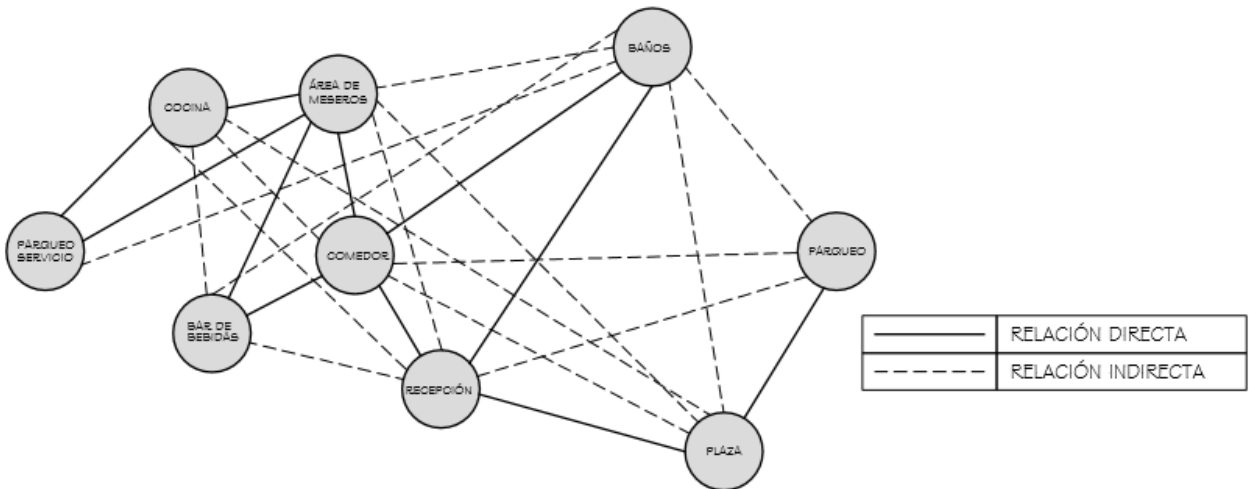 BAÑOS
ÁREA DE
MESEROS
COCINA
PARQUEO
SERVICIO
COMEDOR
PARQUEO
BAR DE
BEBIDAS
RECEPCIÓN
PLAZA
RELACIÓN DIRECTA
RELACIÓN INDIRECTA